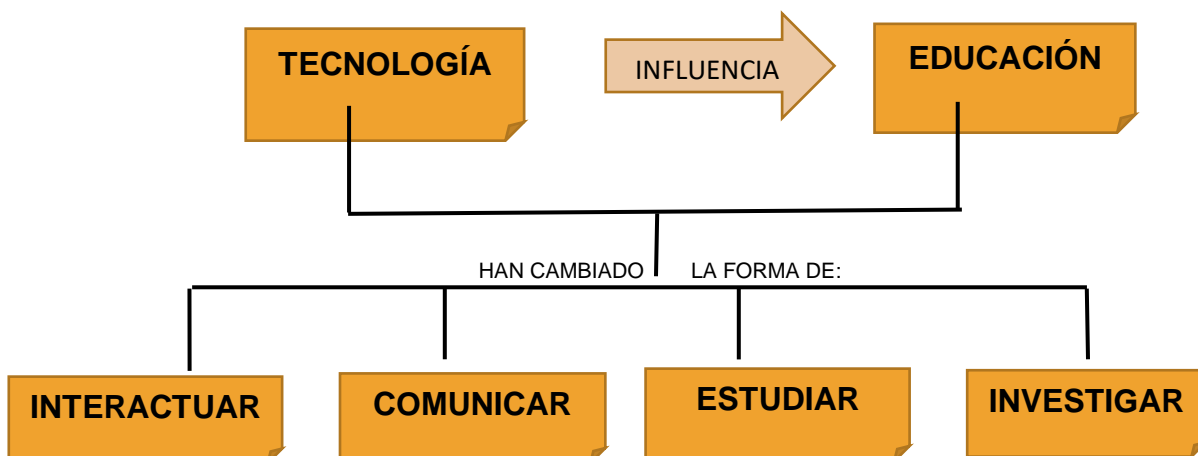 TECNOLOGÍA
INFLUENCIA
EDUCACIÓN
HAN CAMBIADO LA FORMA DE:
INTERACTUAR
COMUNICAR
ESTUDIAR
INVESTIGAR